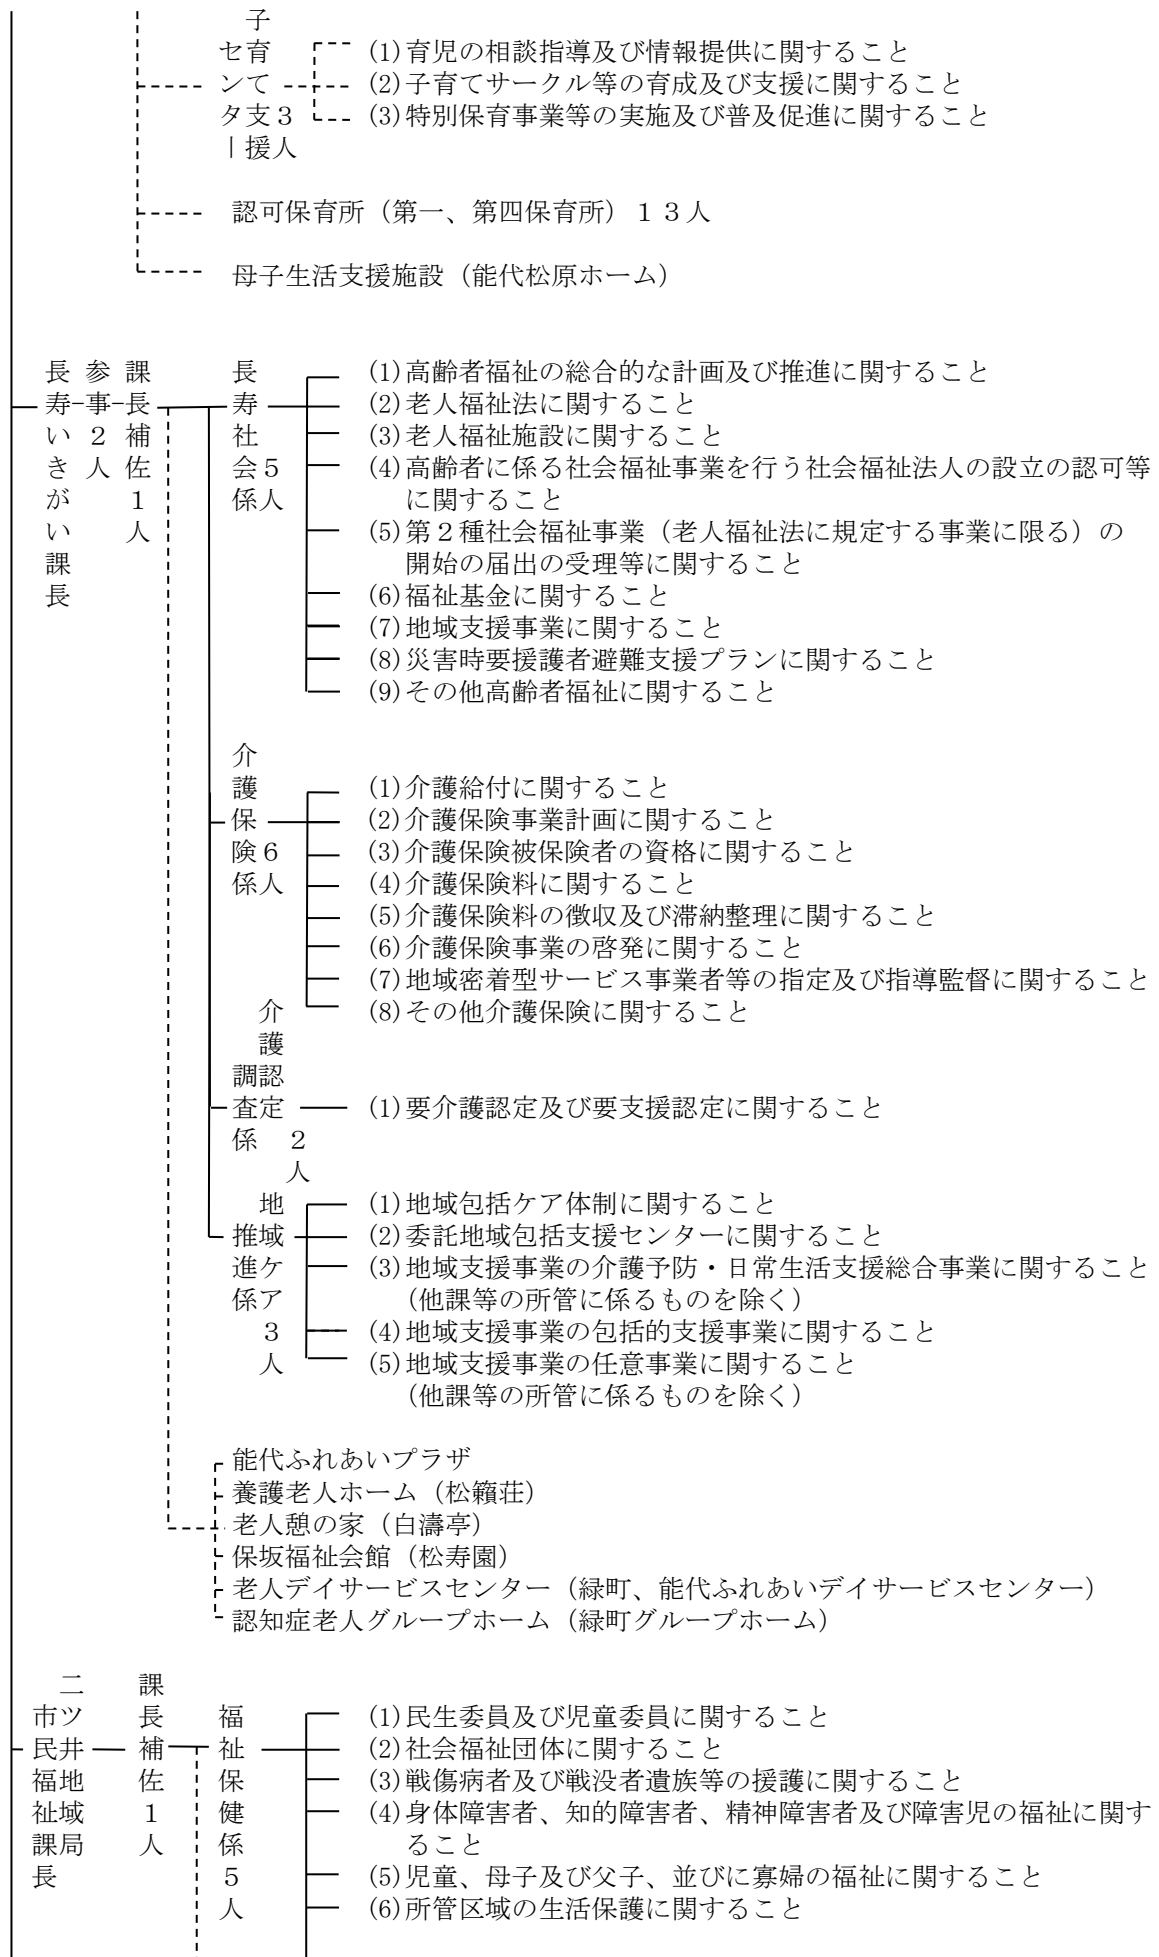 子育て支援センター 3人
(1)育児の相談指導及び情報提供に関すること
(2)子育てサークル等の育成及び支援に関すること
(3)特別保育事業等の実施及び普及促進に関すること
認可保育所（第一、第四保育所）１３人
母子生活支援施設（能代松原ホーム）
長寿いきがい課長
参事２人
課長補佐１人
長寿社会係
５人
(1)高齢者福祉の総合的な計画及び推進に関すること
(2)老人福祉法に関すること
(3)老人福祉施設に関すること
(4)高齢者に係る社会福祉事業を行う社会福祉法人の設立の認可等
に関すること
(5)第２種社会福祉事業（老人福祉法に規定する事業に限る）の
開始の届出の受理等に関すること
(6)福祉基金に関すること
(7)地域支援事業に関すること
(8)災害時要援護者避難支援プランに関すること
(9)その他高齢者福祉に関すること
介護保険係
６人
(1)介護給付に関すること
(2)介護保険事業計画に関すること
(3)介護保険被保険者の資格に関すること
(4)介護保険料に関すること
(5)介護保険料の徴収及び滞納整理に関すること
(6)介護保険事業の啓発に関すること
(7)地域密着型サービス事業者等の指定及び指導監督に関すること
(8)その他介護保険に関すること
介護認定
調査係
２人
(1)要介護認定及び要支援認定に関すること
地域ケア
推進係
３人
(1)地域包括ケア体制に関すること
(2)委託地域包括支援センターに関すること
(3)地域支援事業の介護予防・日常生活支援総合事業に関すること
（他課等の所管に係るものを除く）
(4)地域支援事業の包括的支援事業に関すること
(5)地域支援事業の任意事業に関すること
（他課等の所管に係るものを除く）
能代ふれあいプラザ
養護老人ホーム（松籟荘）
老人憩の家（白濤亭）
保坂福祉会館（松寿園）
老人デイサービスセンター（緑町、能代ふれあいデイサービスセンター）
認知症老人グループホーム（緑町グループホーム）
二ツ井地域局
市民福祉課長
課長補佐１人
福祉保健係５人
(1)民生委員及び児童委員に関すること
(2)社会福祉団体に関すること
(3)戦傷病者及び戦没者遺族等の援護に関すること
(4)身体障害者、知的障害者、精神障害者及び障害児の福祉に関す
ること
(5)児童、母子及び父子、並びに寡婦の福祉に関すること
(6)所管区域の生活保護に関すること